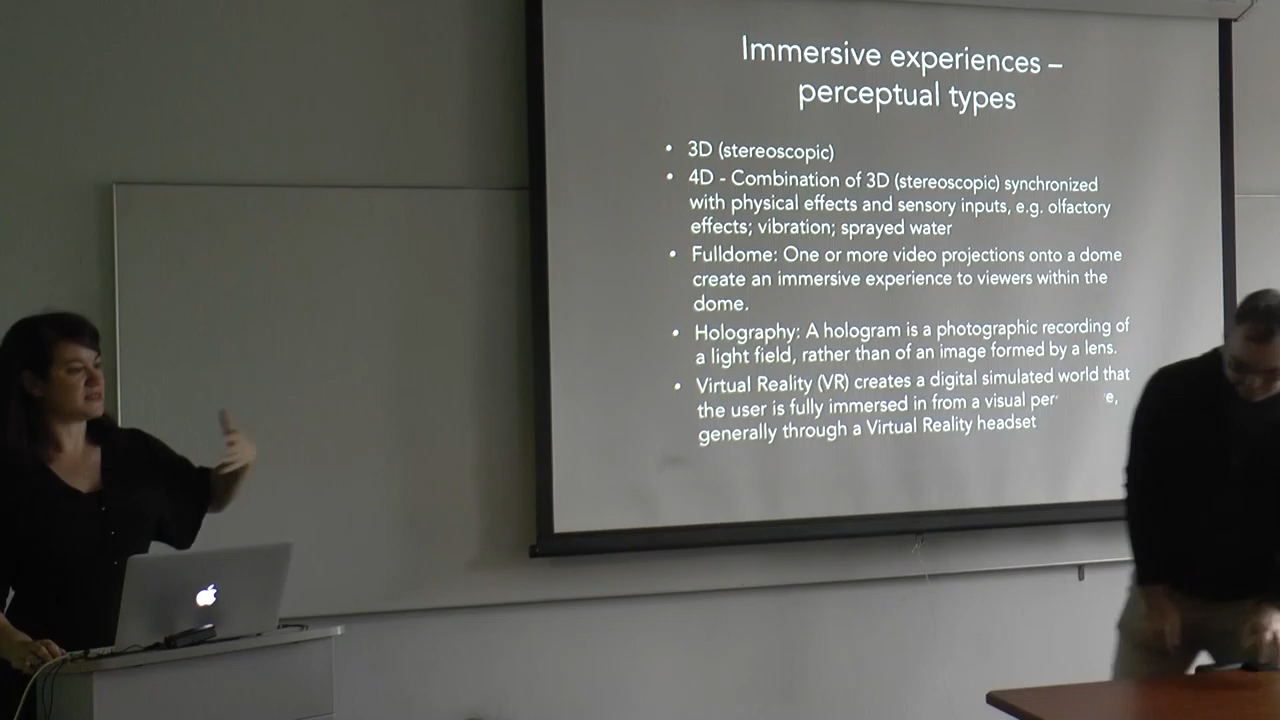 Immersive experiences –
perceptual types
• 3D (stereoscopic)
• 4D - Combination of 3D (stereoscopic) synchronized
with physical effects and sensory inputs, e.g. olfactory
effects; vibration; sprayed water
• Fulldome: One or more video projections onto a dome
create an immersive experience to viewers within the
dome.
• Holography: A hologram is a photographic recording of
a light field, rather than of an image formed by a lens.
• Virtual Reality (VR) creates a digital simulated world that
the user is fully immersed in from a visual
generally through a Virtual Reality headset